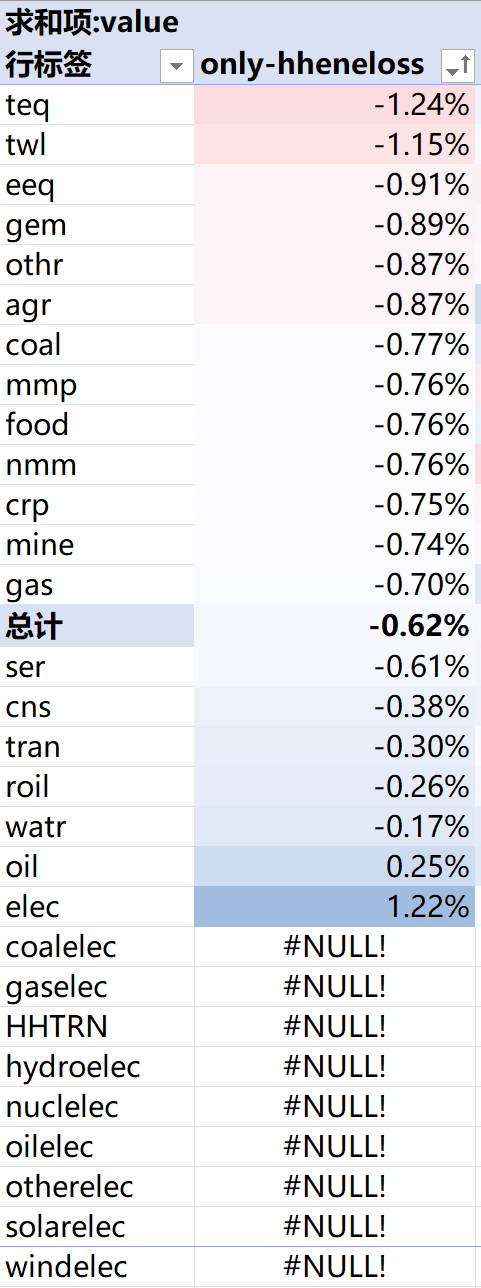 求和项:value
行标签 only-hheneloss
teq -1.24%
twl -1.15%
eeq -0.91%
gem -0.89%
othr -0.87%
agr -0.87%
coal -0.77%
mmp -0.76%
food -0.76%
nmm -0.76%
crp -0.75%
mine -0.74%
gas -0.70%
总计 -0.62%
ser -0.61%
cns -0.38%
tran -0.30%
roil -0.26%
watr -0.17%
oil 0.25%
elec 1.22%
coalelec #NULL!
gaselec #NULL!
HHTRN #NULL!
hydroelec #NULL!
nuclelec #NULL!
oilelec #NULL!
otherelec #NULL!
solarelec #NULL!
windelec #NULL!